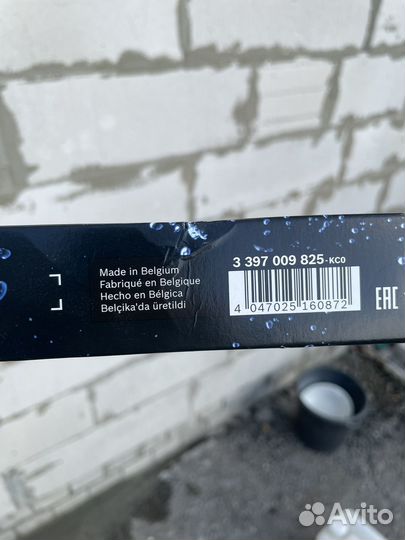 Made in Belgium
Fabriqué en Belgique
Hecho en Bélgica
Belçika'da üretildi
3 397 009 825-KC0
4 047025 160872
EAC
Avito